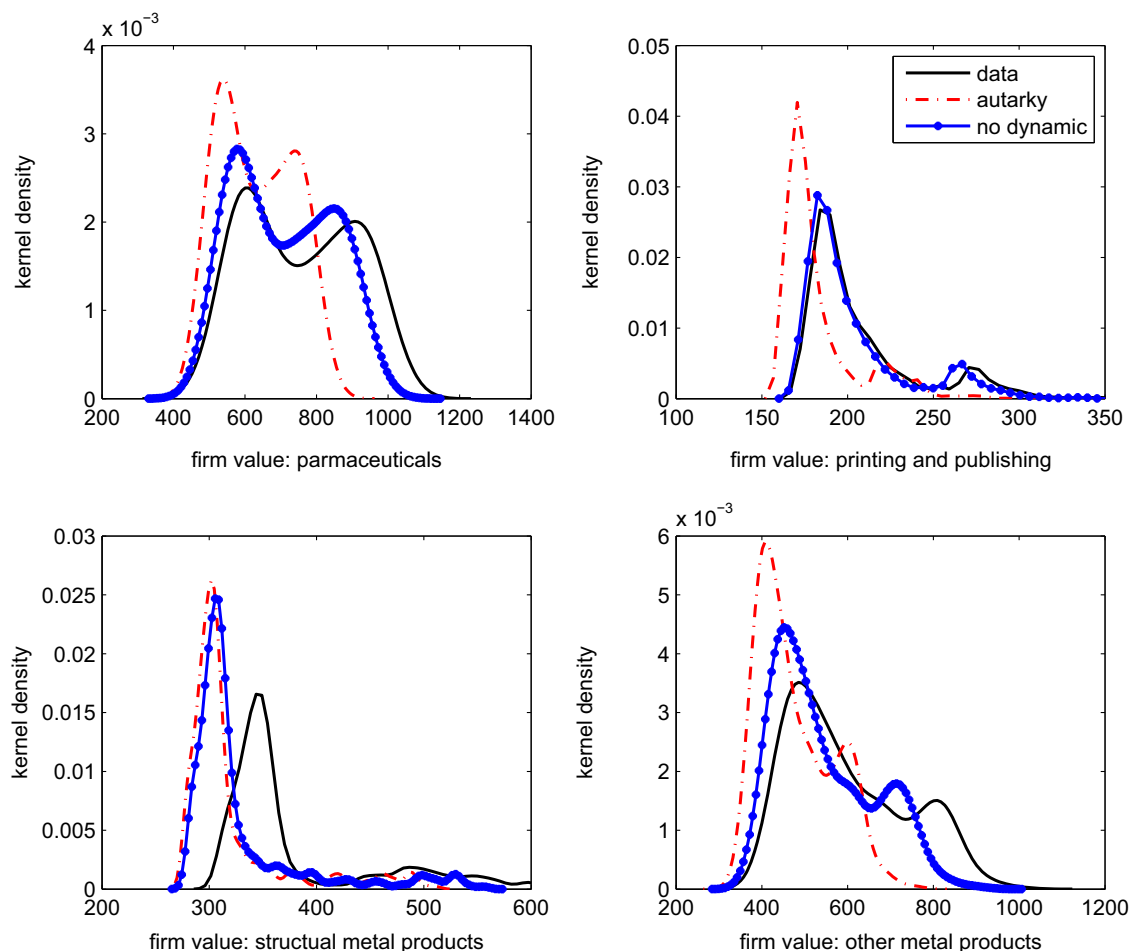 x 10⁻³
4
3
2
1
0
kernel density
200 400 600 800 1000 1200 1400
firm value: parmaceuticals
0.05
0.04
0.03
0.02
0.01
0
kernel density
data
autarky
no dynamic
100 150 200 250 300 350
firm value: printing and publishing
0.03
0.025
0.02
0.015
0.01
0.005
0
kernel density
200 300 400 500 600
firm value: structual metal products
x 10⁻³
6
5
4
3
2
1
0
kernel density
200 400 600 800 1000 1200
firm value: other metal products